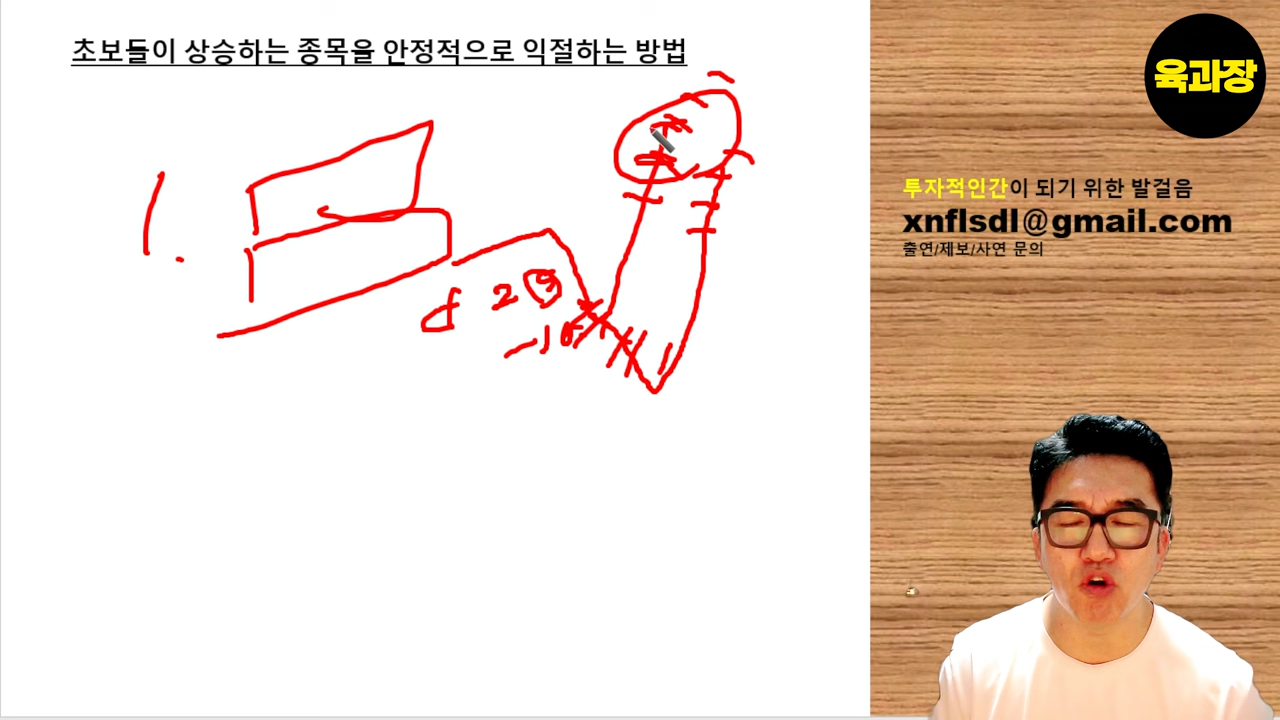 초보들이 상승하는 종목을 안정적으로 익절하는 방법
육과장
투자적인간이 되기 위한 발걸음
xnflsdl@gmail.com
출연/제보/사연 문의
1.